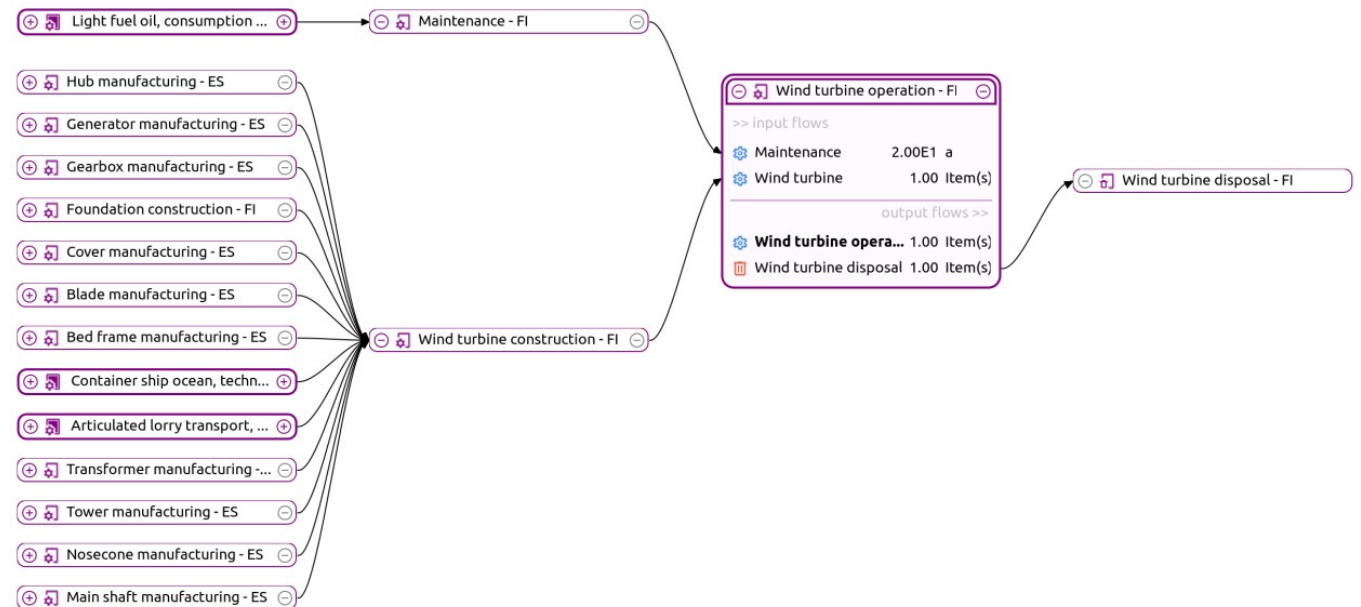 Light fuel oil, consumption ...
Maintenance - FI
Hub manufacturing - ES
Generator manufacturing - ES
Gearbox manufacturing - ES
Foundation construction - FI
Cover manufacturing - ES
Blade manufacturing - ES
Bed frame manufacturing - ES
Container ship ocean, techn...
Articulated lorry transport, ...
Transformer manufacturing -...
Tower manufacturing - ES
Nosecone manufacturing - ES
Main shaft manufacturing - ES
Wind turbine construction - FI
Wind turbine operation - FI
>> input flows
Maintenance 2.00E1 a
Wind turbine 1.00 Item(s)
output flows >>
Wind turbine opera... 1.00 Item(s)
Wind turbine disposal 1.00 Item(s)
Wind turbine disposal - FI